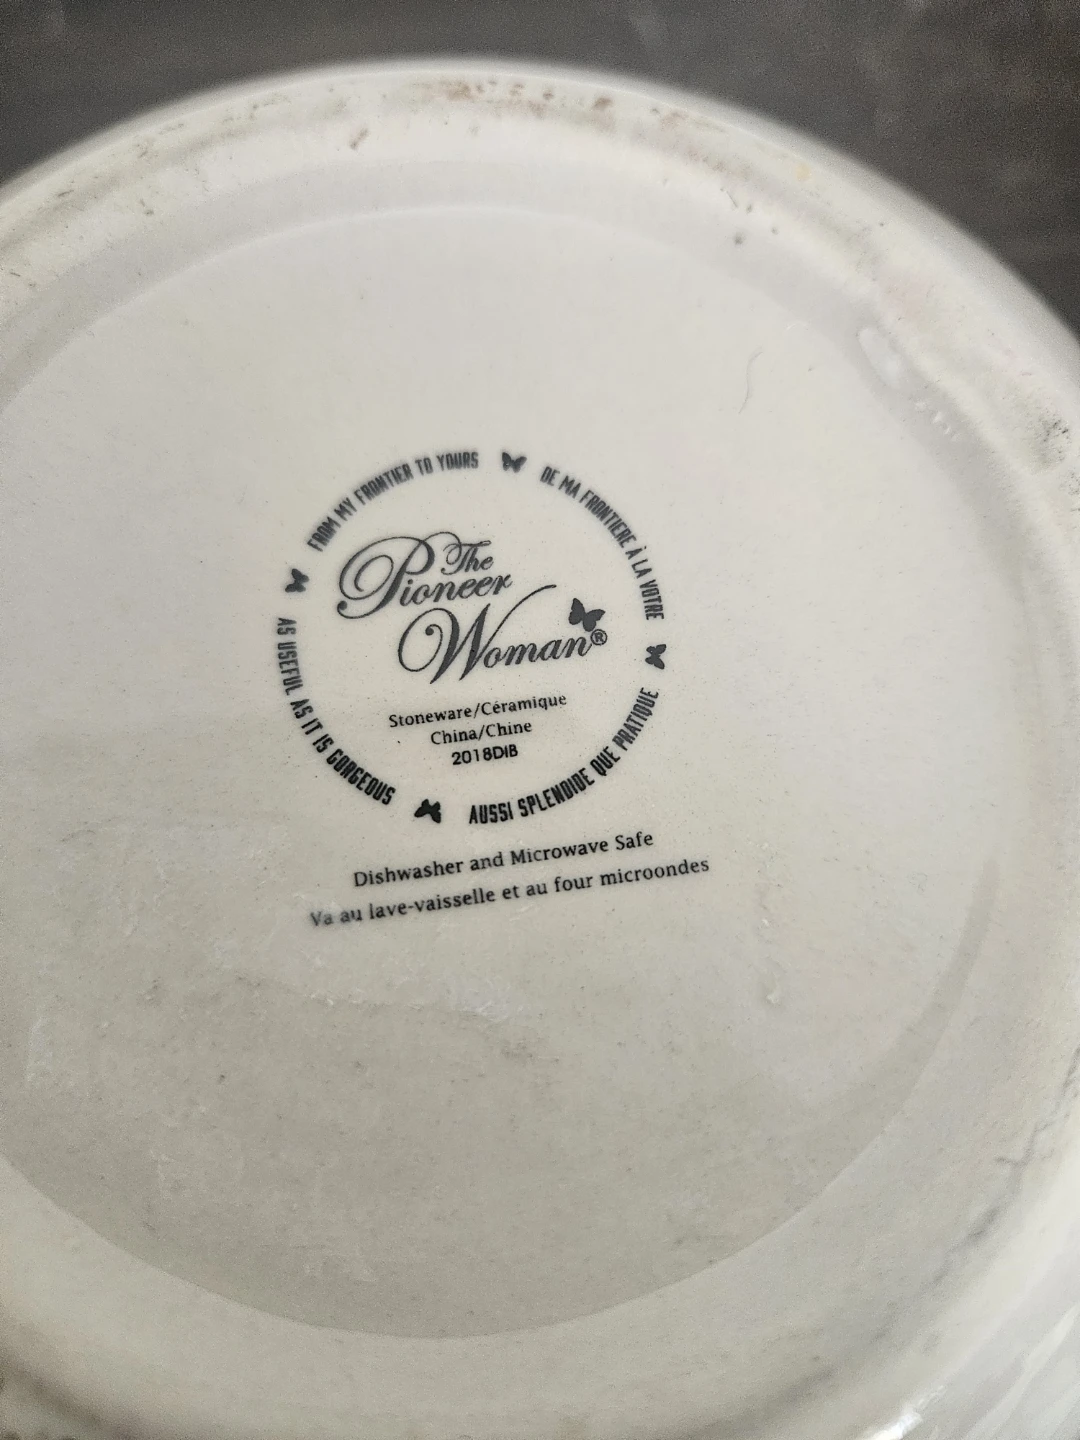 FROM MY FRONTIER TO YOURS
DE MA FRONTIERE À LA VOTRE
AS USEFUL AS IT IS GORGEOUS
AUSSI SPLENDIDE QUE PRATIQUE
The
Pioneer
Woman®
Stoneware/Céramique
China/Chine
2018DIB
Dishwasher and Microwave Safe
Va au lave-vaisselle et au four microondes